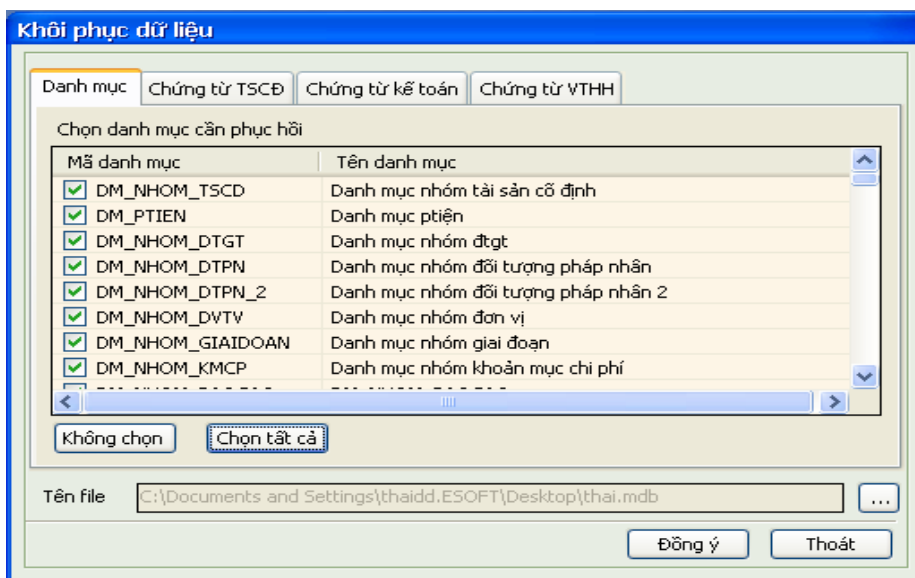 Khôi phục dữ liệu
Danh mục Chứng từ TSCĐ Chứng từ kế toán Chứng từ VTHH
Chọn danh mục cần phục hồi
Mã danh mục Tên danh mục
DM_NHOM_TSCD Danh mục nhóm tài sản cố định
DM_PTIEN Danh mục ptiện
DM_NHOM_DTGT Danh mục nhóm đtgt
DM_NHOM_DTPN Danh mục nhóm đối tượng pháp nhân
DM_NHOM_DTPN_2 Danh mục nhóm đối tượng pháp nhân 2
DM_NHOM_DVTV Danh mục nhóm đơn vị
DM_NHOM_GIAIDOAN Danh mục nhóm giai đoạn
DM_NHOM_KMCP Danh mục nhóm khoản mục chi phí
Không chọn Chọn tất cả
Tên file C:\Documents and Settings\thaidd.ESOFT\Desktop\thai.mdb ...
Đồng ý Thoát